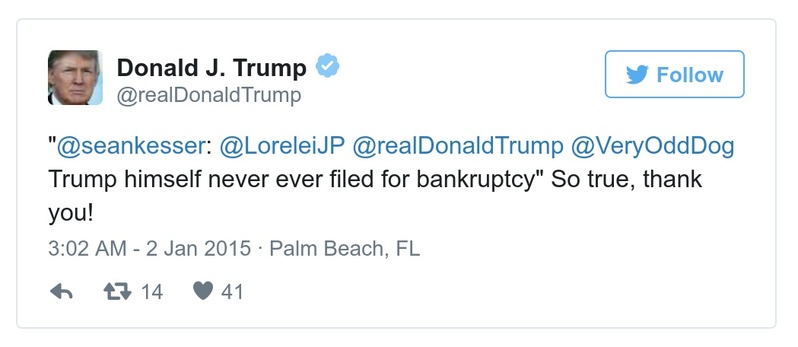 Donald J. Trump
@realDonaldTrump
Follow
"@seankesser: @LoreleiJP @realDonaldTrump @VeryOddDog
Trump himself never ever filed for bankruptcy" So true, thank
you!
3:02 AM - 2 Jan 2015 · Palm Beach, FL
14 41